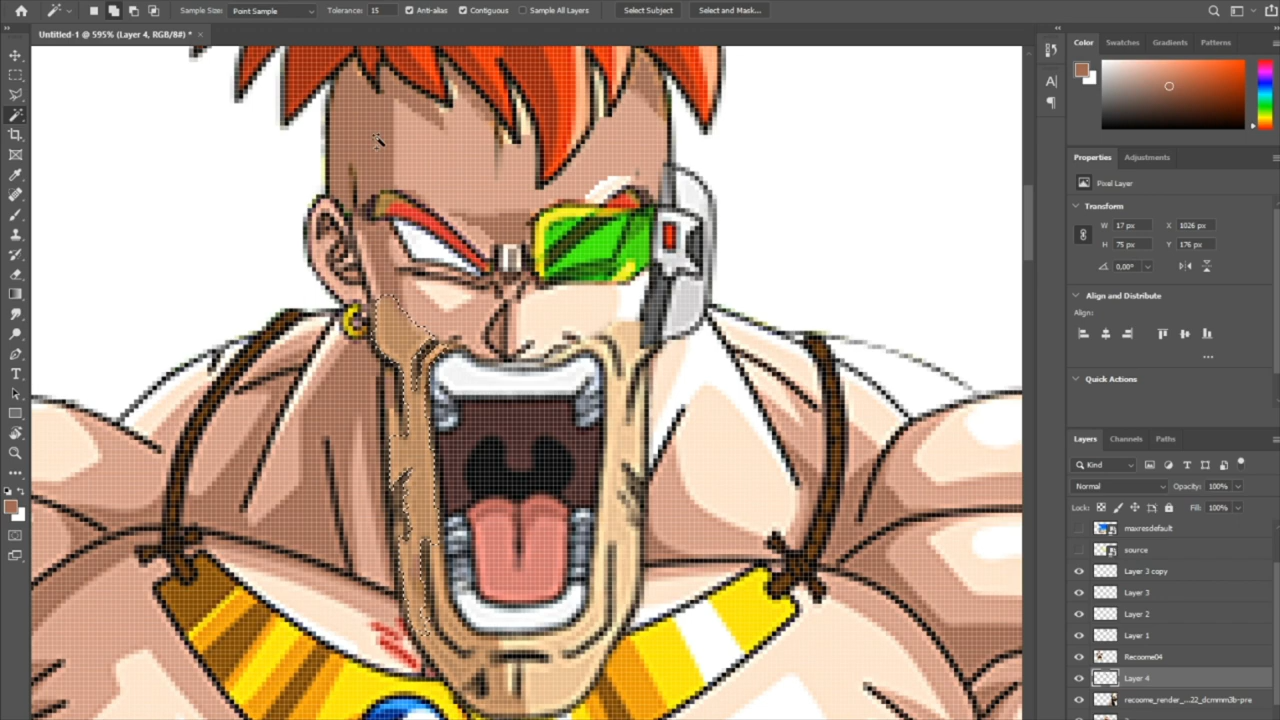 Sample Size: Point Sample Tolerance: 15 Anti-alias Contiguous Sample All Layers Select Subject Select and Mask...
Untitled-1 @ 595% (Layer 4, RGB/8#) * ×
Color Swatches Gradients Patterns
Properties Adjustments
Pixel Layer
Transform
W 17 px X 1026 px
H 75 px Y 176 px
0,00°
Align and Distribute
Align:
Quick Actions
Layers Channels Paths
Kind
Normal Opacity: 100%
Lock: Fill: 100%
maxresdefault
source
Layer 3 copy
Layer 3
Layer 2
Layer 1
Recoome04
Layer 4
recoome_render_...22_dcmmm3b-pre